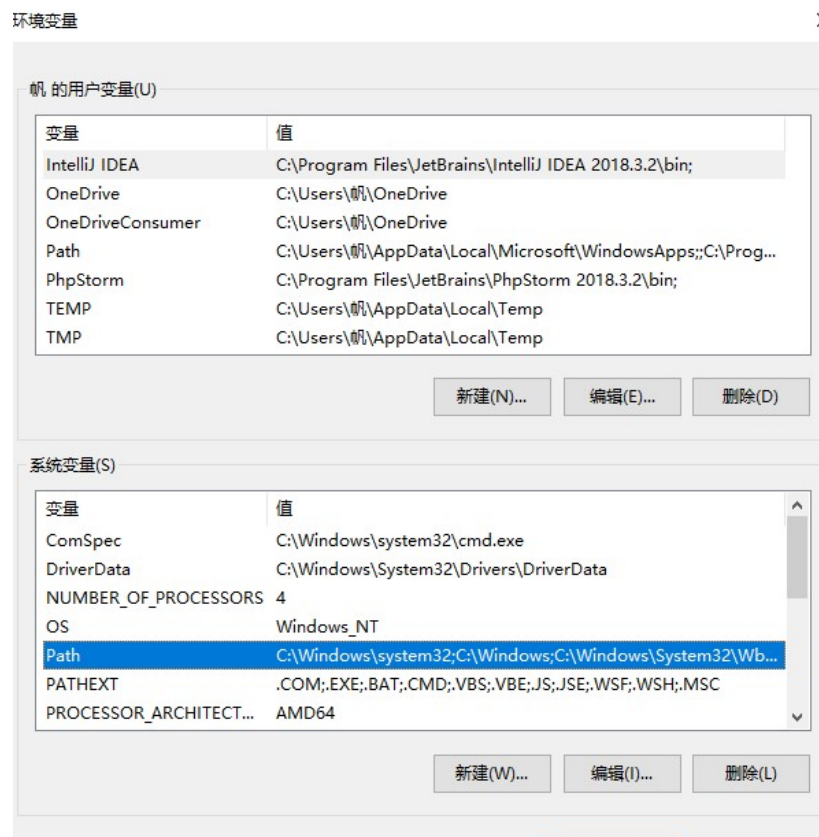 环境变量
帆 的用户变量(U)
变量 值
IntelliJ IDEA C:\Program Files\JetBrains\IntelliJ IDEA 2018.3.2\bin;
OneDrive C:\Users\帆\OneDrive
OneDriveConsumer C:\Users\帆\OneDrive
Path C:\Users\帆\AppData\Local\Microsoft\WindowsApps;;C:\Prog...
PhpStorm C:\Program Files\JetBrains\PhpStorm 2018.3.2\bin;
TEMP C:\Users\帆\AppData\Local\Temp
TMP C:\Users\帆\AppData\Local\Temp
新建(N)... 编辑(E)... 删除(D)
系统变量(S)
变量 值
ComSpec C:\Windows\system32\cmd.exe
DriverData C:\Windows\System32\Drivers\DriverData
NUMBER_OF_PROCESSORS 4
OS Windows_NT
Path C:\Windows\system32;C:\Windows;C:\Windows\System32\Wb...
PATHEXT .COM;.EXE;.BAT;.CMD;.VBS;.VBE;.JS;.JSE;.WSF;.WSH;.MSC
PROCESSOR_ARCHITECT... AMD64
新建(W)... 编辑(I)... 删除(L)